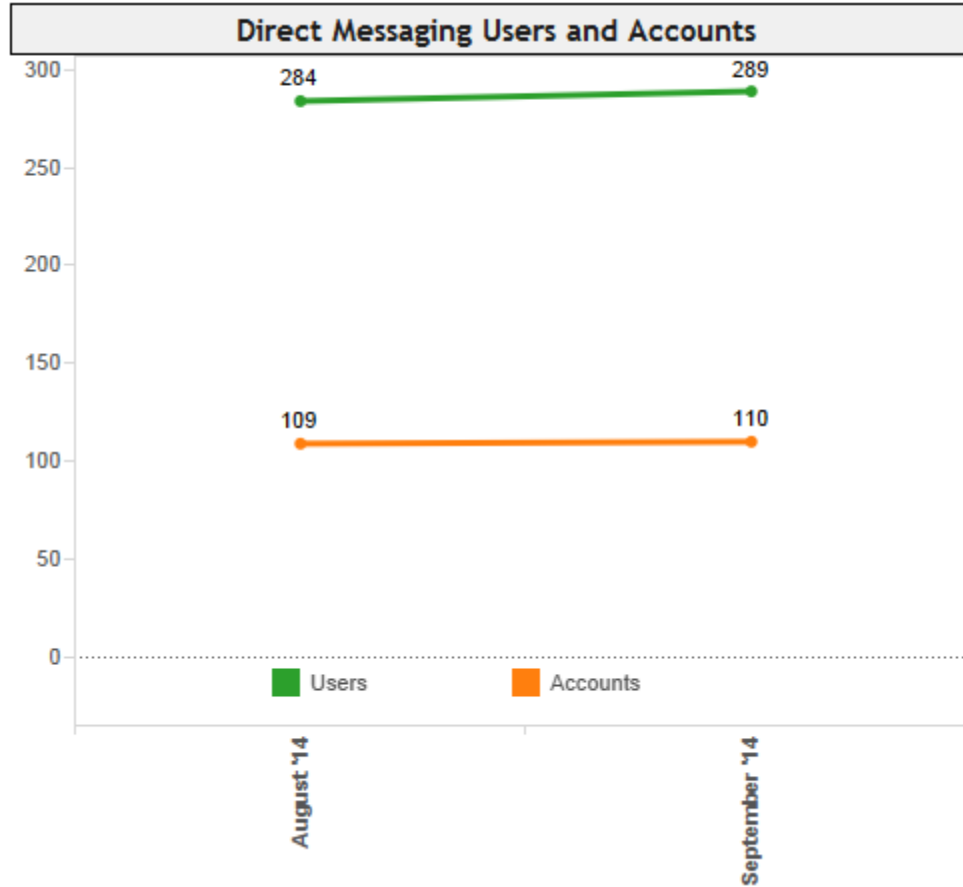 Direct Messaging Users and Accounts
300
284
289
250
200
150
109
110
100
50
0
Users
Accounts
August '14
September '14